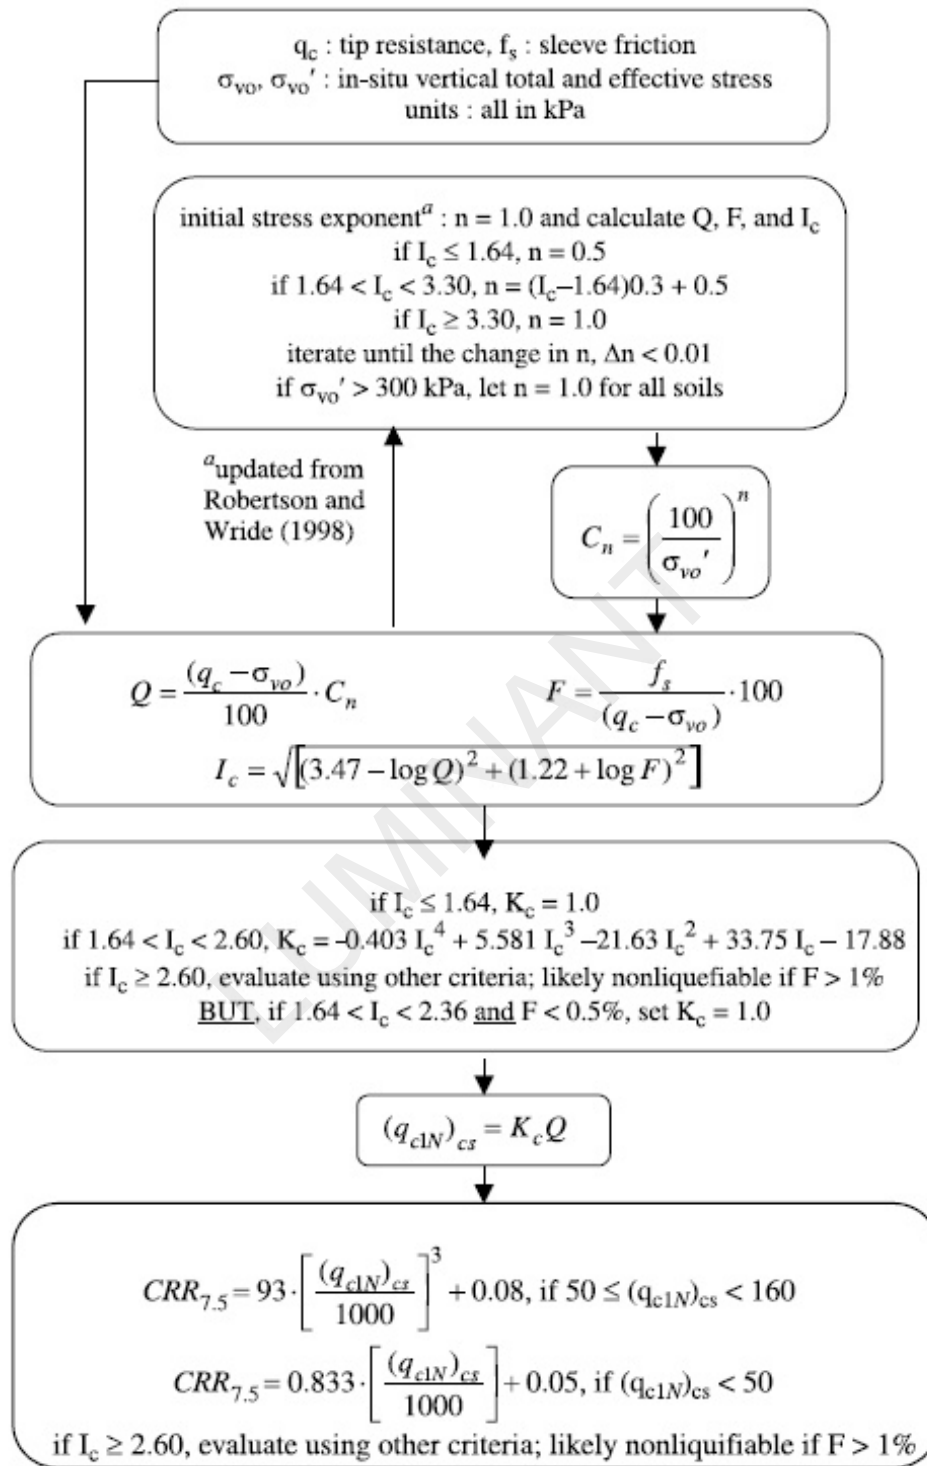 q_c : tip resistance, f_s : sleeve friction
σ_vo, σ_vo′ : in-situ vertical total and effective stress
units : all in kPa
initial stress exponent^a : n = 1.0 and calculate Q, F, and I_c
if I_c ≤ 1.64, n = 0.5
if 1.64 < I_c < 3.30, n = (I_c−1.64)0.3 + 0.5
if I_c ≥ 3.30, n = 1.0
iterate until the change in n, Δn < 0.01
if σ_vo′ > 300 kPa, let n = 1.0 for all soils
^a updated from
Robertson and
Wride (1998)
C_n = (100 / σ_vo′)^n
Q = (q_c − σ_vo) / 100 · C_n
F = f_s / (q_c − σ_vo) · 100
I_c = √[(3.47 − log Q)^2 + (1.22 + log F)^2]
if I_c ≤ 1.64, K_c = 1.0
if 1.64 < I_c < 2.60, K_c = -0.403 I_c^4 + 5.581 I_c^3 −21.63 I_c^2 + 33.75 I_c − 17.88
if I_c ≥ 2.60, evaluate using other criteria; likely nonliquefiable if F > 1%
BUT, if 1.64 < I_c < 2.36 and F < 0.5%, set K_c = 1.0
(q_c1N)_cs = K_c Q
CRR_7.5 = 93 · [(q_c1N)_cs / 1000]^3 + 0.08, if 50 ≤ (q_c1N)_cs < 160
CRR_7.5 = 0.833 · [(q_c1N)_cs / 1000] + 0.05, if (q_c1N)_cs < 50
if I_c ≥ 2.60, evaluate using other criteria; likely nonliquifiable if F > 1%
LUMINANT